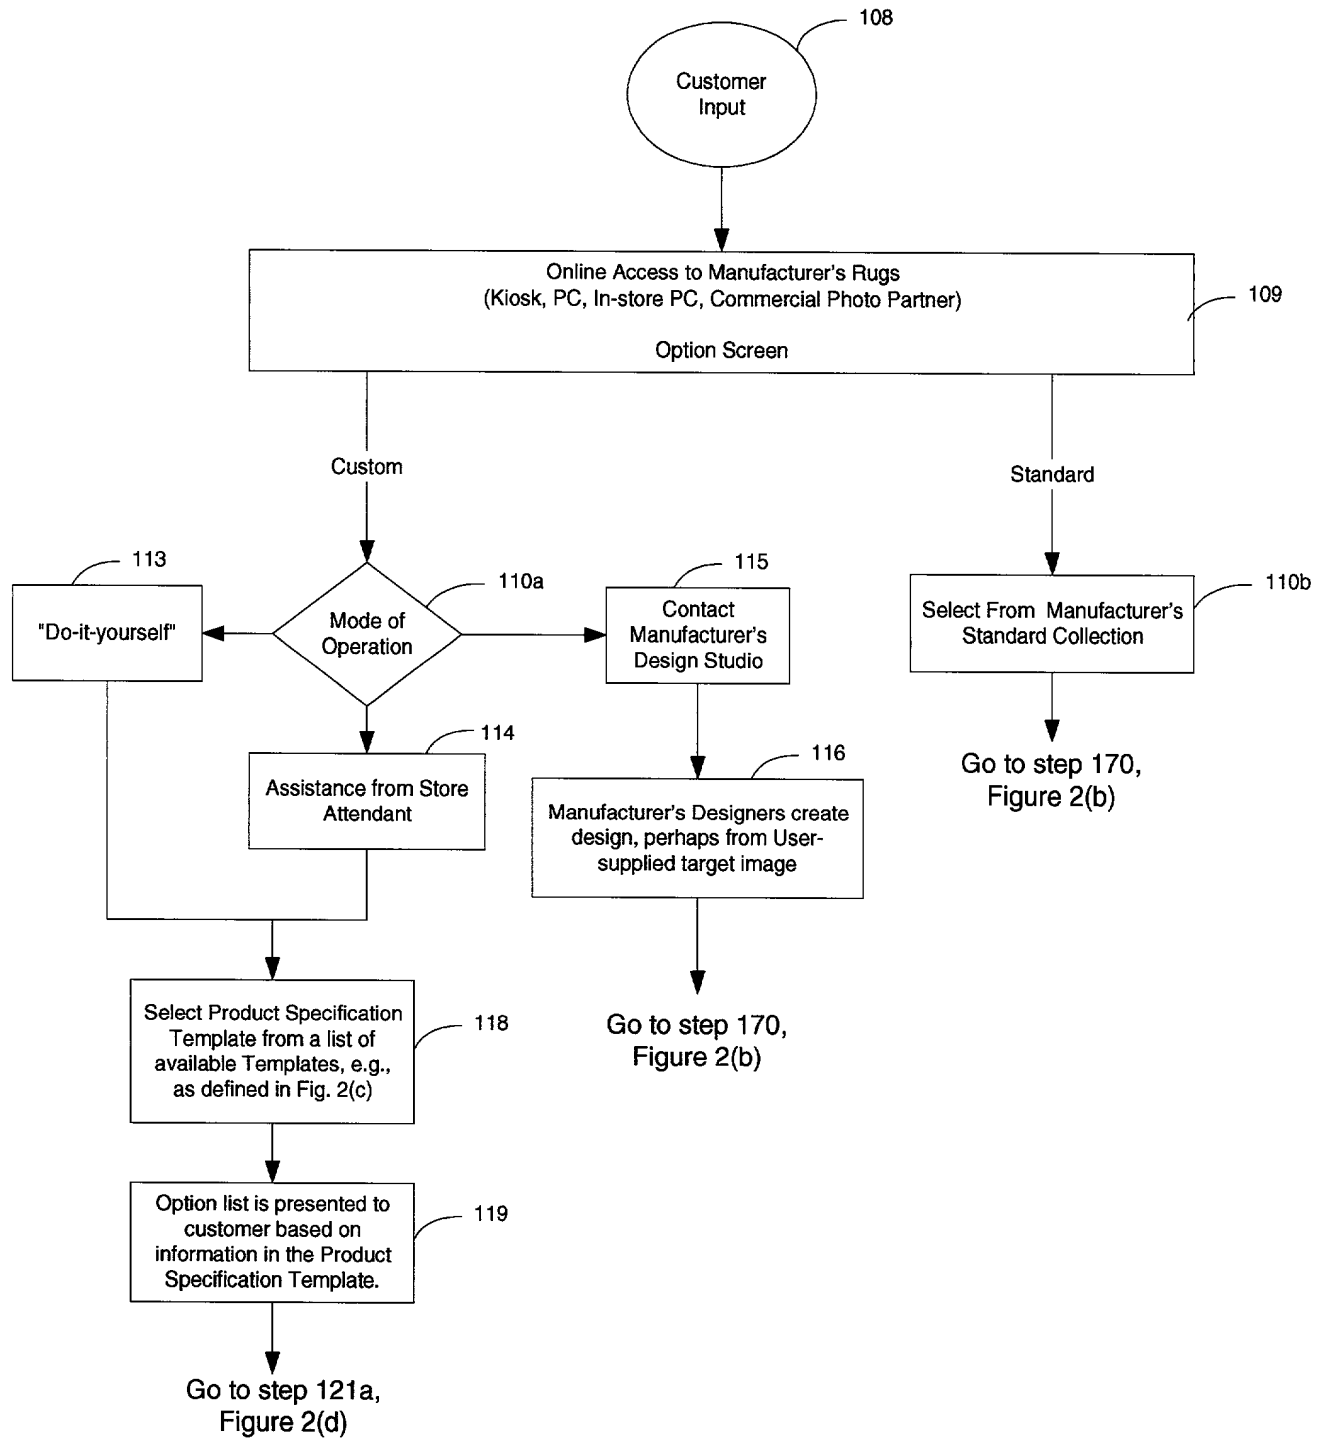 108
Customer
Input
Online Access to Manufacturer's Rugs
(Kiosk, PC, In-store PC, Commercial Photo Partner)
Option Screen
109
Custom
Standard
113
"Do-it-yourself"
110a
Mode of
Operation
115
Contact
Manufacturer's
Design Studio
110b
Select From Manufacturer's
Standard Collection
114
Assistance from Store
Attendant
116
Manufacturer's Designers create
design, perhaps from User-
supplied target image
Go to step 170,
Figure 2(b)
118
Select Product Specification
Template from a list of
available Templates, e.g.,
as defined in Fig. 2(c)
Go to step 170,
Figure 2(b)
119
Option list is presented to
customer based on
information in the Product
Specification Template.
Go to step 121a,
Figure 2(d)